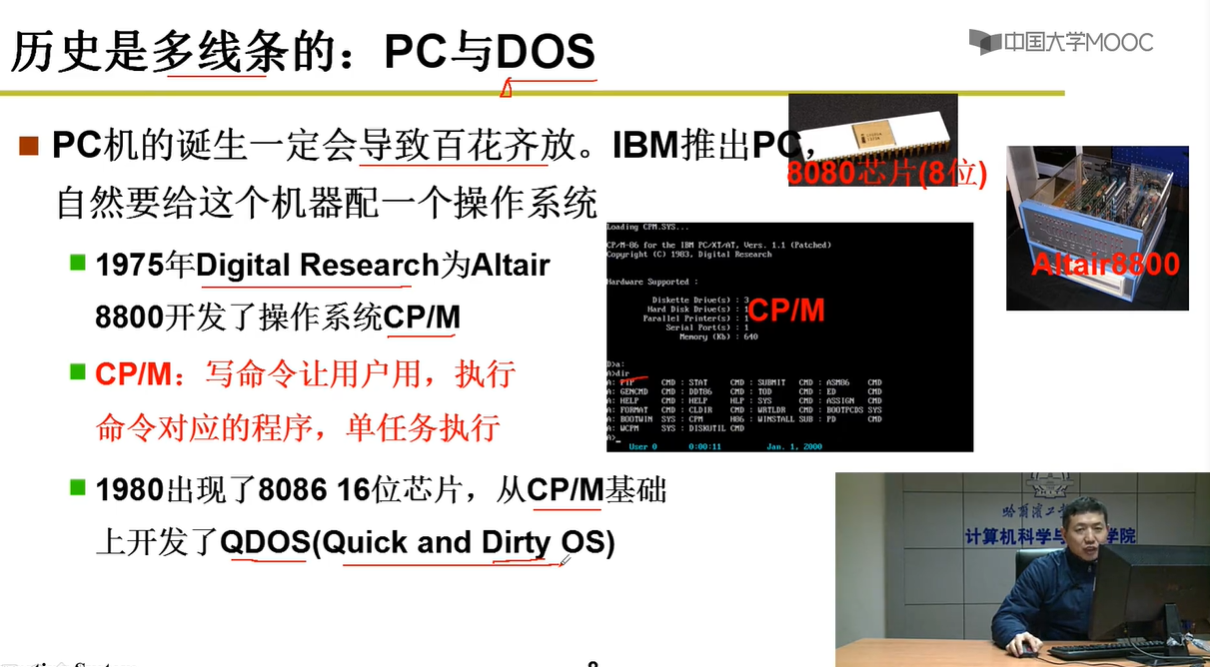 历史是多线条的：PC与DOS
中国大学MOOC
PC机的诞生一定会导致百花齐放。IBM推出PC，
自然要给这个机器配一个操作系统
8080芯片(8位)
Altair8800
1975年Digital Research为Altair
8800开发了操作系统CP/M
CP/M：写命令让用户用，执行
命令对应的程序，单任务执行
1980出现了8086 16位芯片，从CP/M基础
上开发了QDOS(Quick and Dirty OS)
Loading CPM.SYS...
CP/M-86 for the IBM PC/XT/AT, Vers. 1.1 (Patched)
Copyright (C) 1983, Digital Research
Hardware Supported :
Diskette Drive(s) : 3
Hard Disk Drive(s) : 1
Parallel Printer(s) : 1
Serial Port(s) : 1
Memory (Kb) : 640
CP/M
D>a:
A>dir
A: PIP CMD : STAT CMD : SUBMIT CMD : ASM86 CMD
A: GENCMD CMD : DDT86 CMD : TOD CMD : ED CMD
A: HELP CMD : HELP HLP : SYS CMD : ASSIGN CMD
A: FORMAT CMD : CLDIR CMD : WRTLDR CMD : BOOTPCDS SYS
A: BOOTWIN SYS : CPM H86 : WINSTALL SUB : PD CMD
A: WCPM SYS : DISKUTIL CMD
A>
User 0 0:00:11 Jan. 1, 2000
计算机科学与
学院